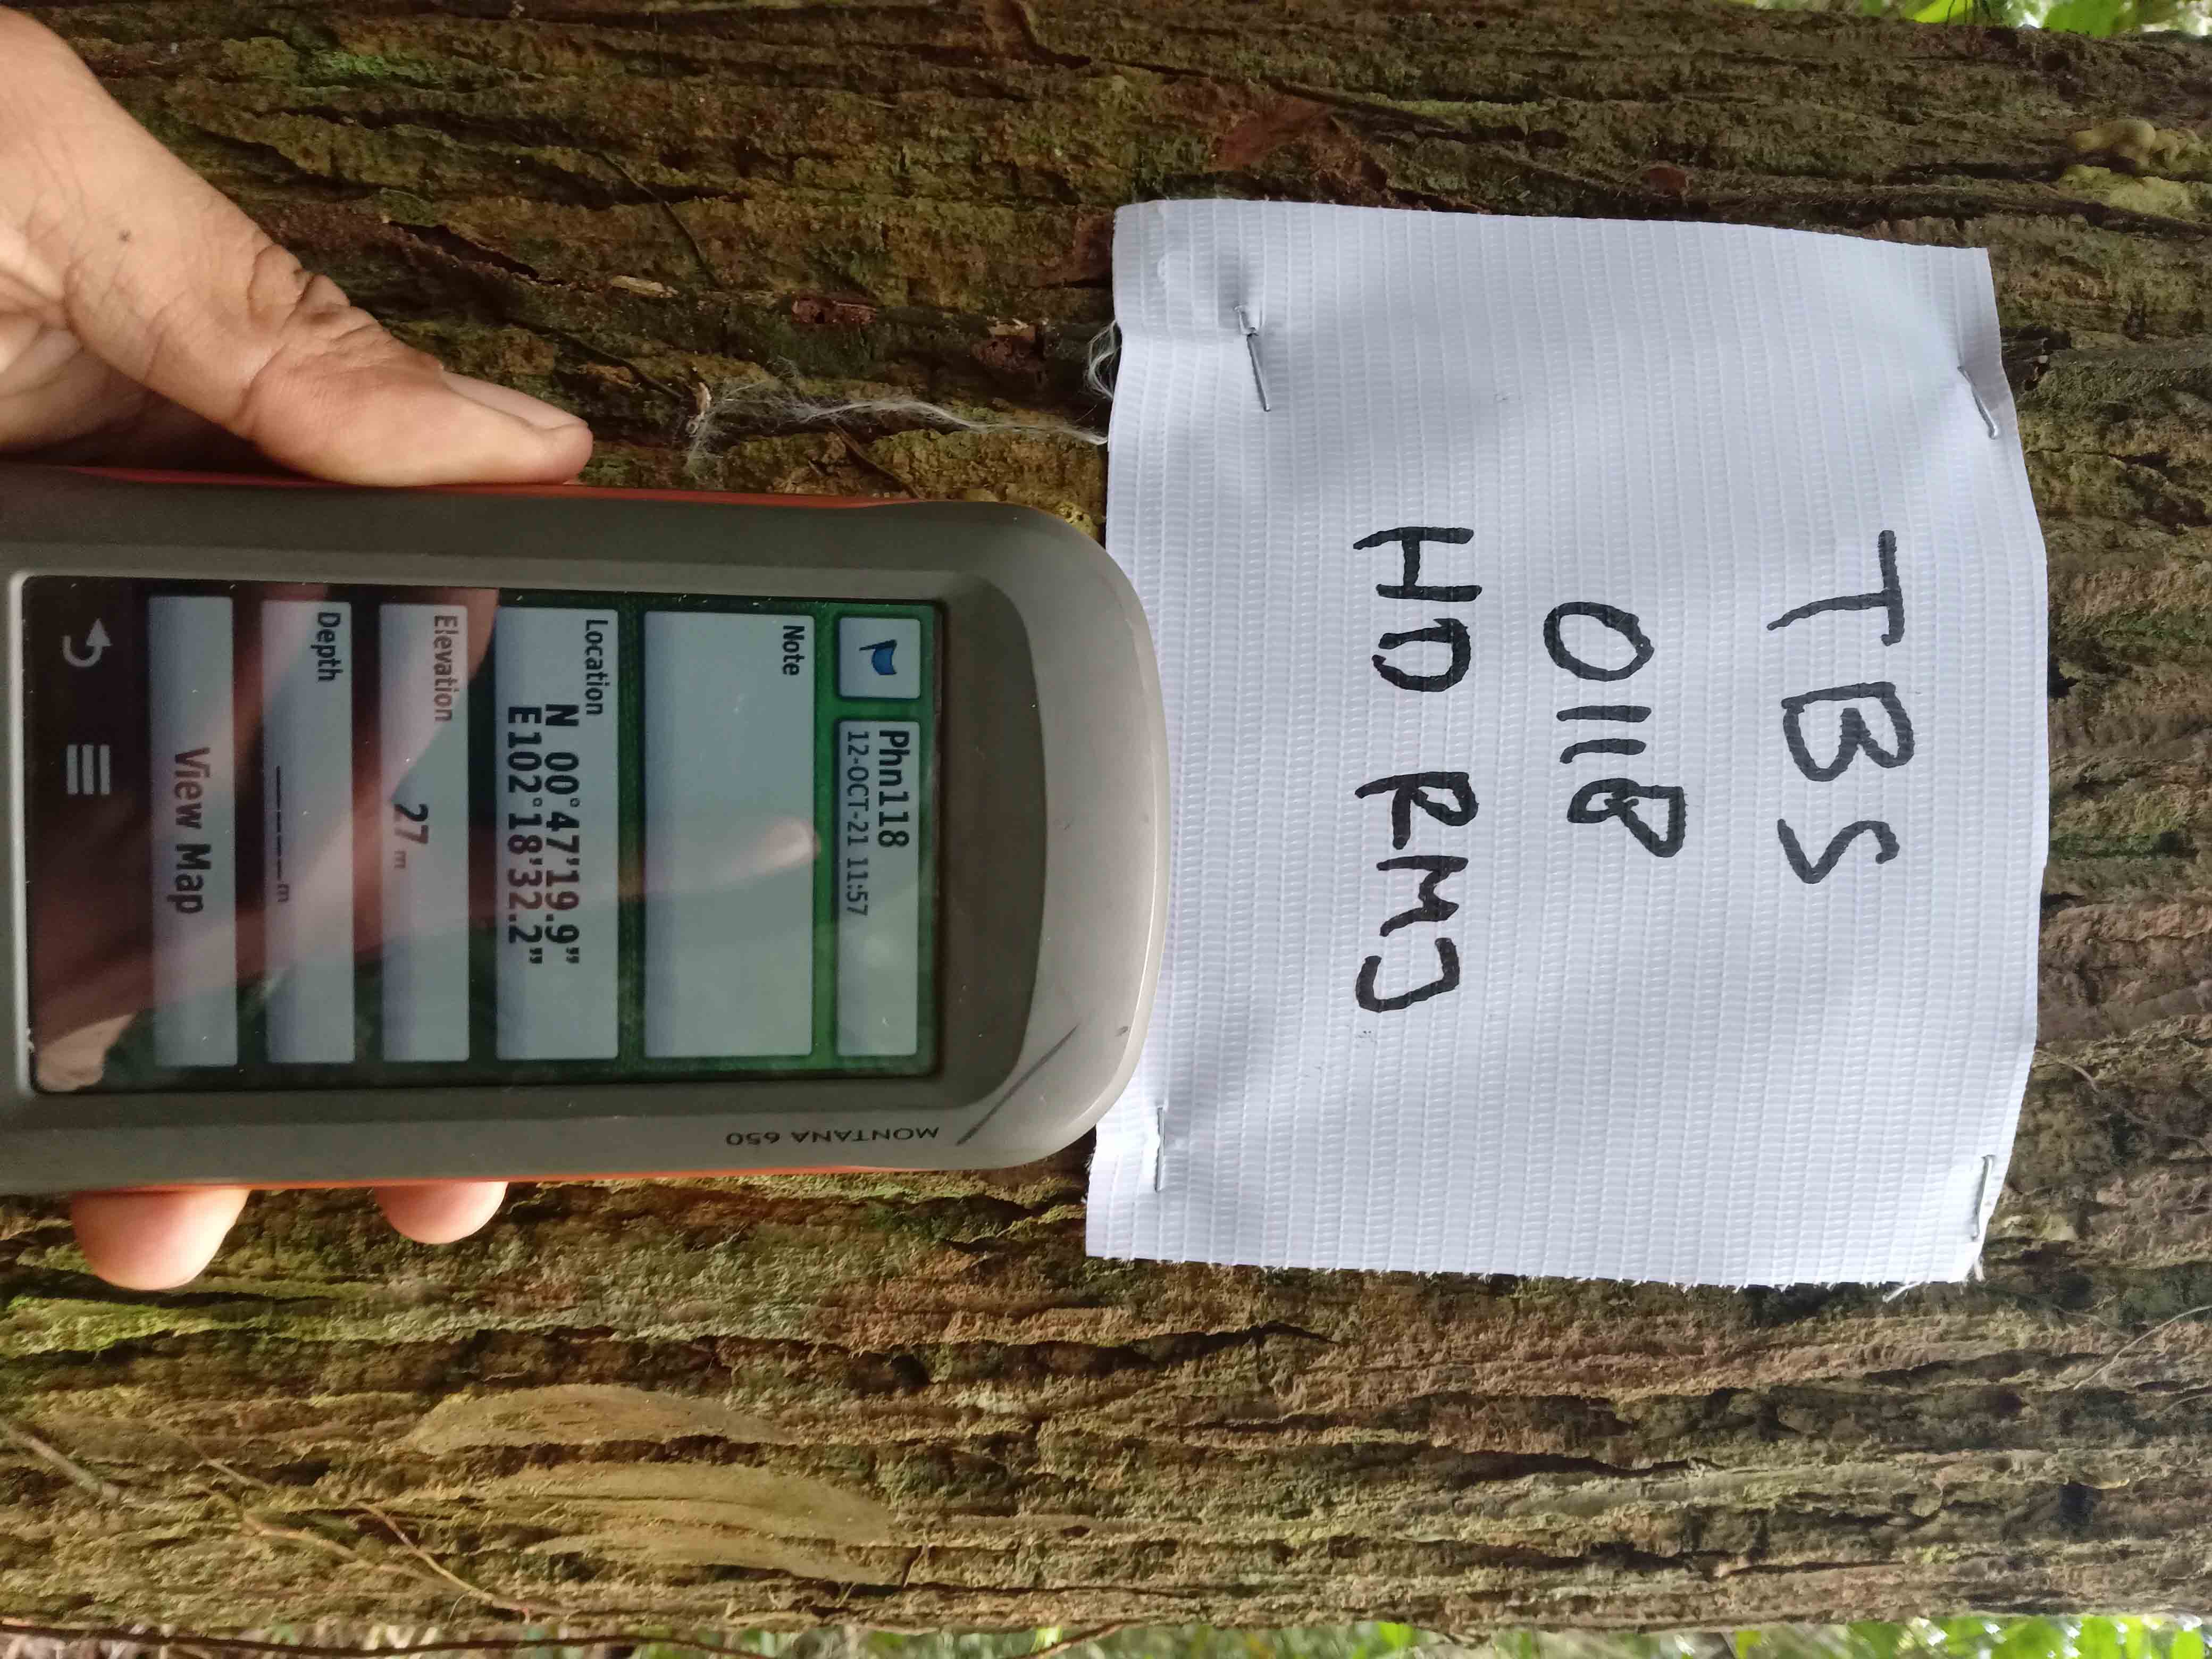 TBS
0118
HD RMJ
MONTANA 650
Phn118
12-OCT-21 11:57
Note
Location
N 00°47'19.9"
E102°18'32.2"
Elevation
27 m
Depth
_____m
View Map